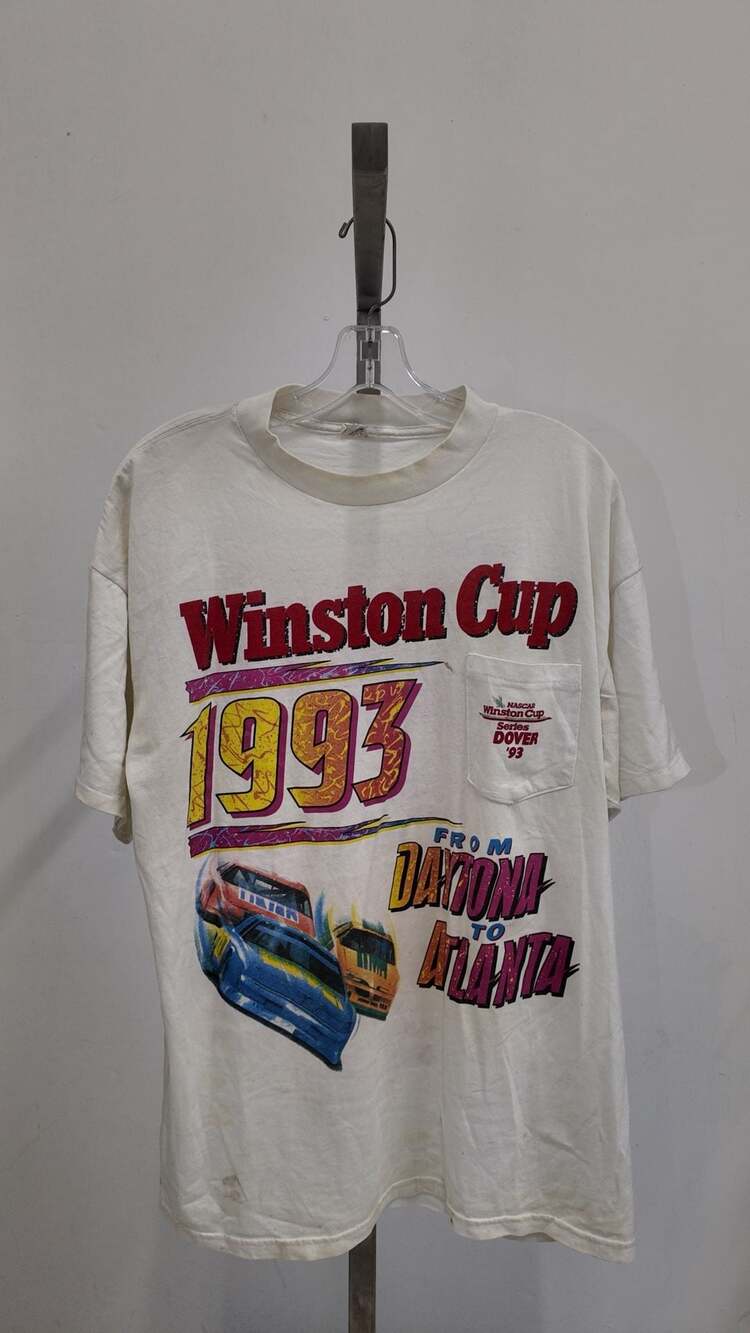 Winston Cup
1993
NASCAR
Winston Cup
Series
DOVER
'93
FROM
DAYTONA
TO
ATLANTA